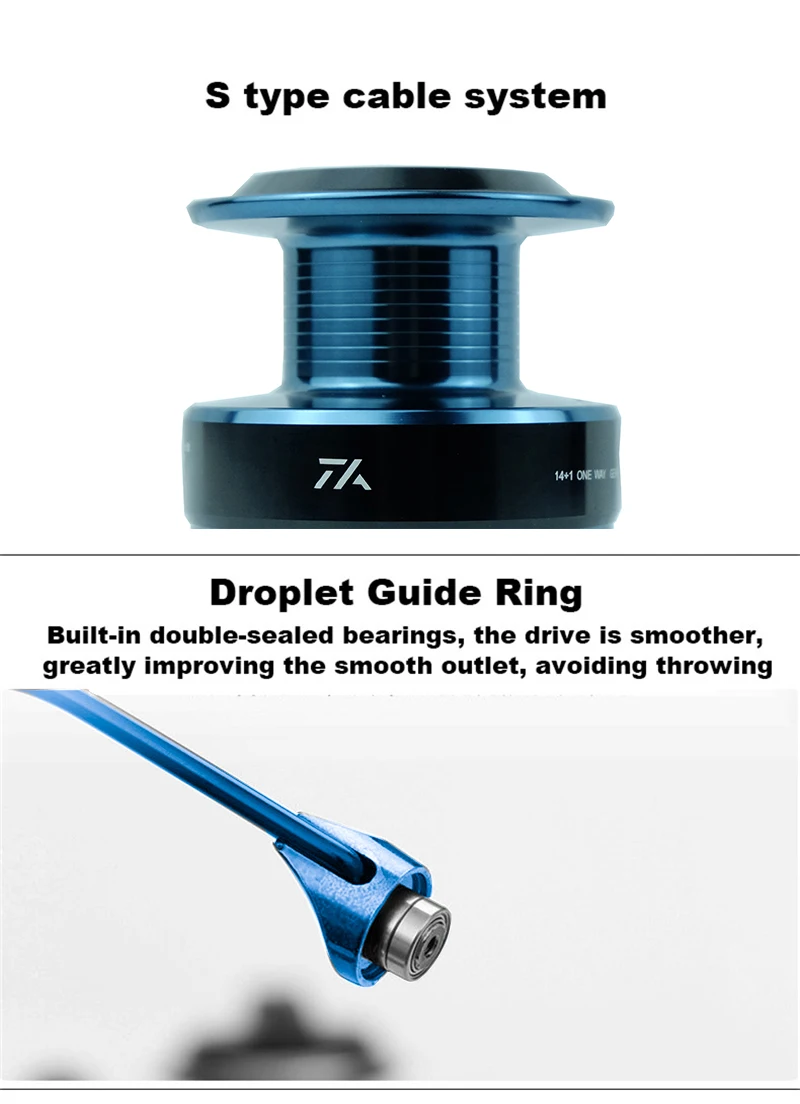 S type cable system
14+1 ONE WAY
Droplet Guide Ring
Built-in double-sealed bearings, the drive is smoother,
greatly improving the smooth outlet, avoiding throwing